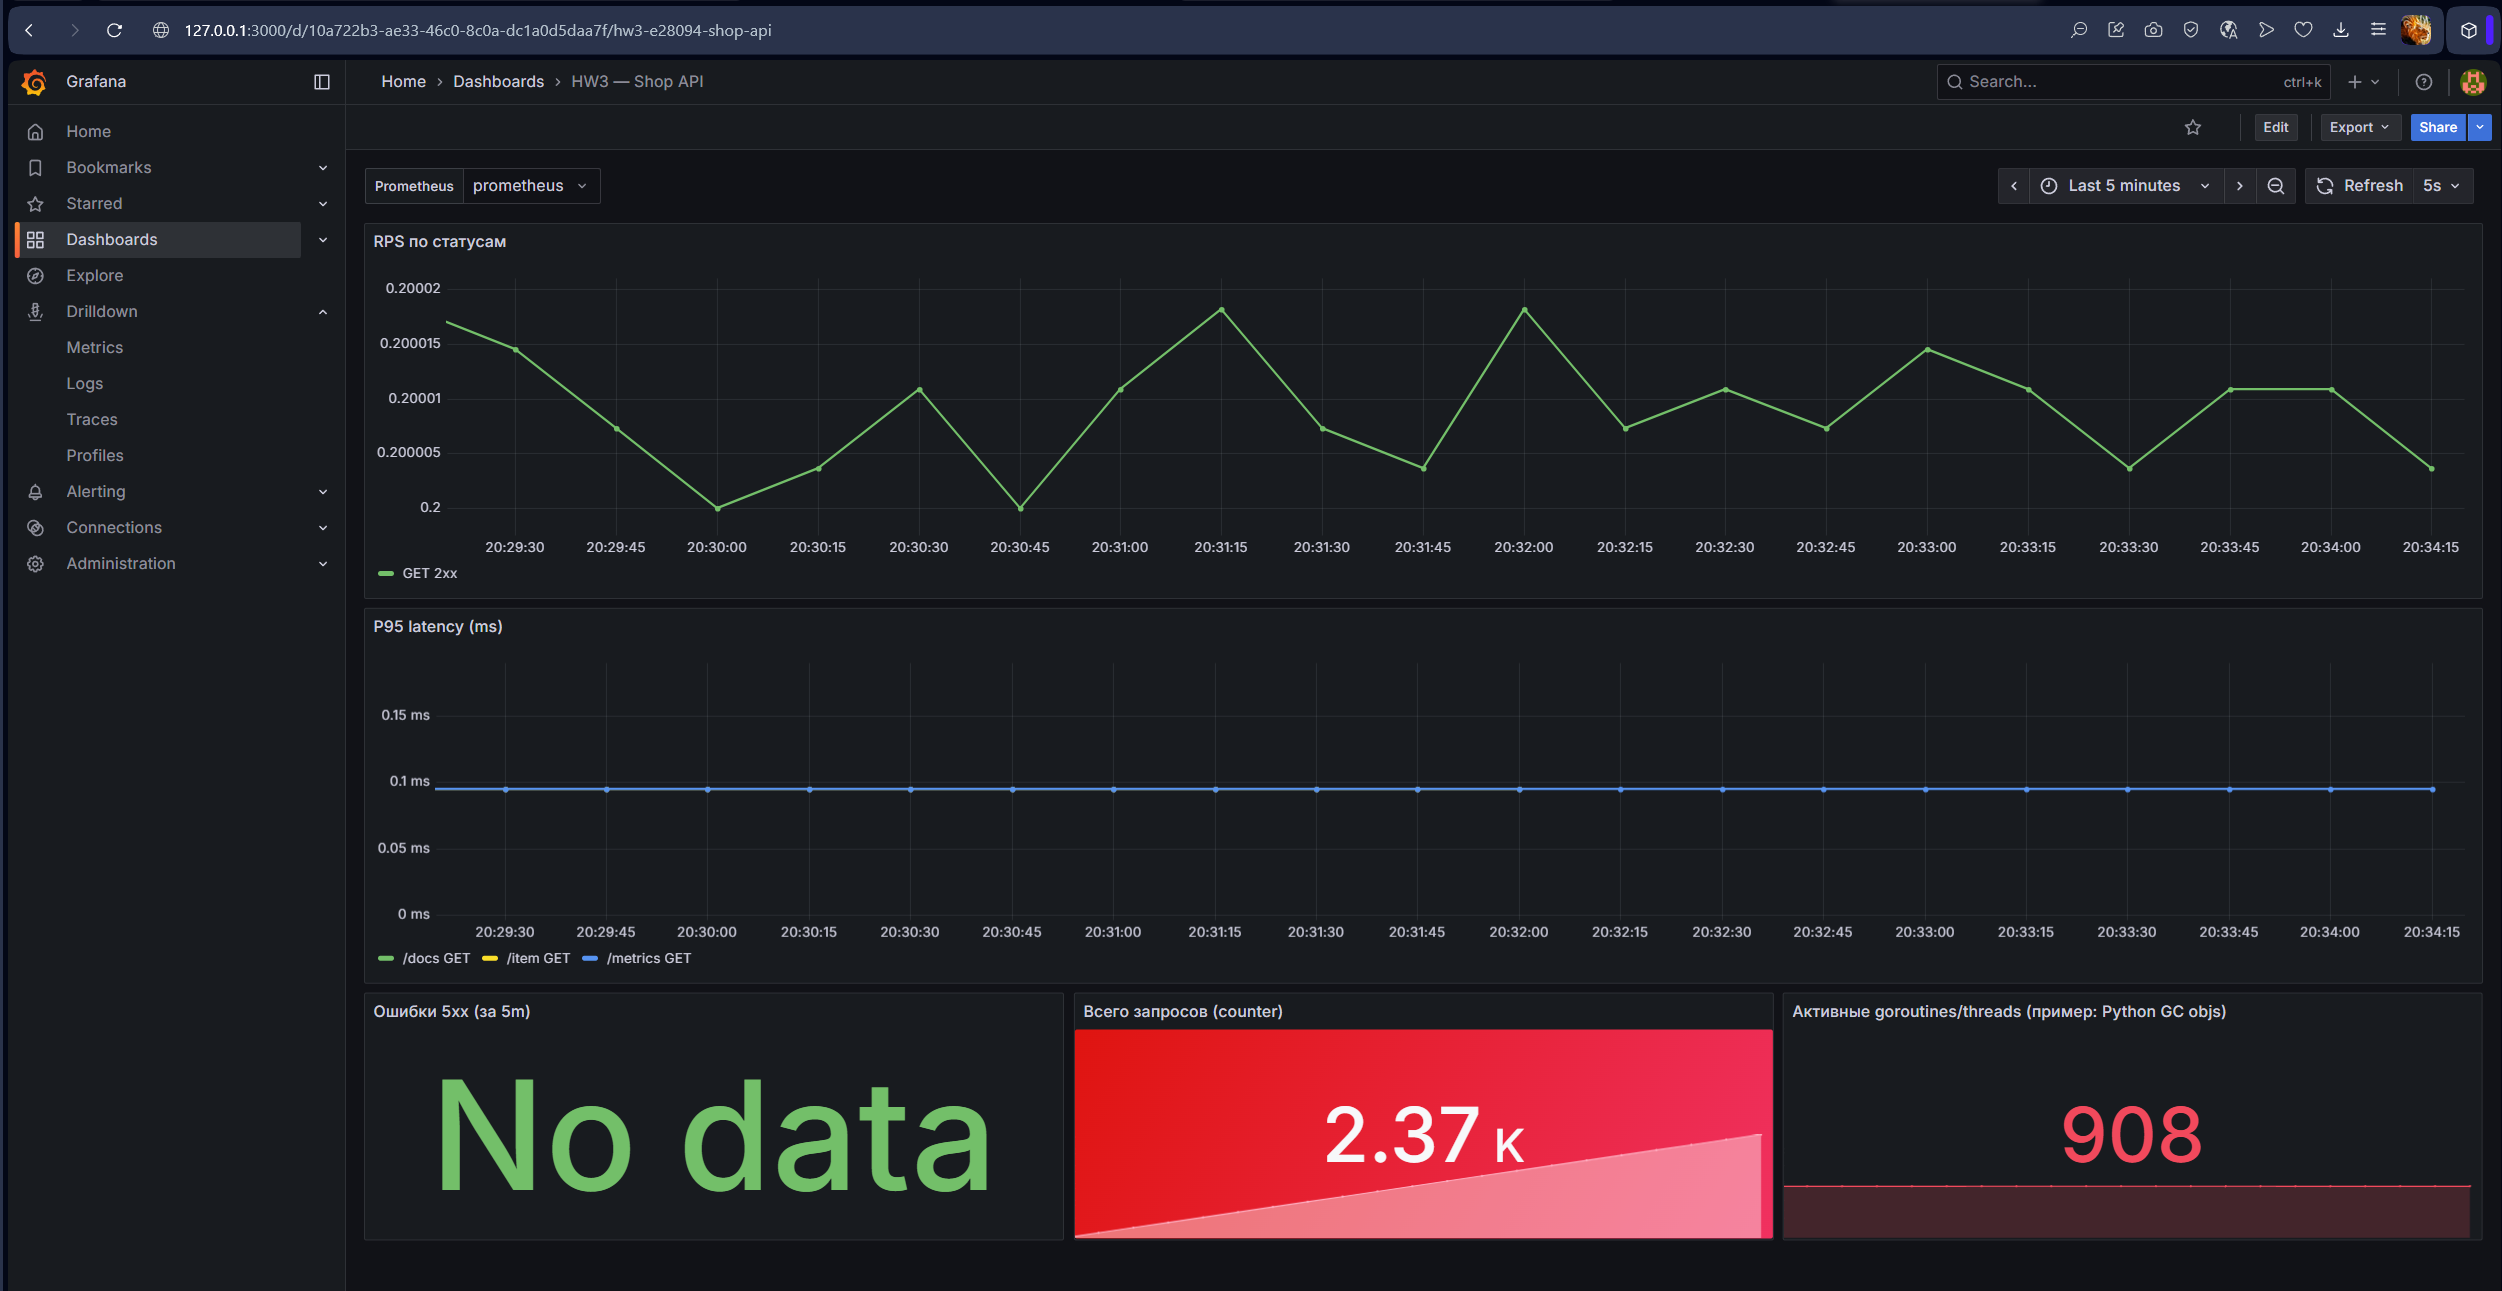 127.0.0.1:3000/d/10a722b3-ae33-46c0-8c0a-dc1a0d5daa7f/hw3-e28094-shop-api
Grafana
Home › Dashboards › HW3 — Shop API
Search... ctrl+k
Home
Bookmarks
Starred
Dashboards
Explore
Drilldown
Metrics
Logs
Traces
Profiles
Alerting
Connections
Administration
Edit Export Share
Prometheus prometheus
Last 5 minutes Refresh 5s
RPS по статусам
0.20002
0.200015
0.20001
0.200005
0.2
20:29:30 20:29:45 20:30:00 20:30:15 20:30:30 20:30:45 20:31:00 20:31:15 20:31:30 20:31:45 20:32:00 20:32:15 20:32:30 20:32:45 20:33:00 20:33:15 20:33:30 20:33:45 20:34:00 20:34:15
GET 2xx
P95 latency (ms)
0.15 ms
0.1 ms
0.05 ms
0 ms
20:29:30 20:29:45 20:30:00 20:30:15 20:30:30 20:30:45 20:31:00 20:31:15 20:31:30 20:31:45 20:32:00 20:32:15 20:32:30 20:32:45 20:33:00 20:33:15 20:33:30 20:33:45 20:34:00 20:34:15
/docs GET /item GET /metrics GET
Ошибки 5xx (за 5m)
No data
Всего запросов (counter)
2.37 K
Активные goroutines/threads (пример: Python GC objs)
908